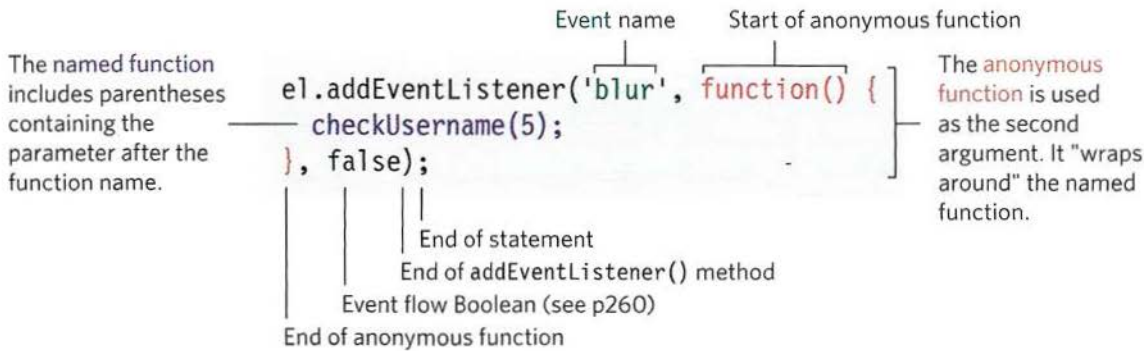 Event name
Start of anonymous function
The named function
includes parentheses
containing the
parameter after the
function name.
el.addEventListener('blur', function() {
checkUsername(5);
}, false);
The anonymous
function is used
as the second
argument. It "wraps
around" the named
function.
End of statement
End of addEventListener() method
Event flow Boolean (see p260)
End of anonymous function